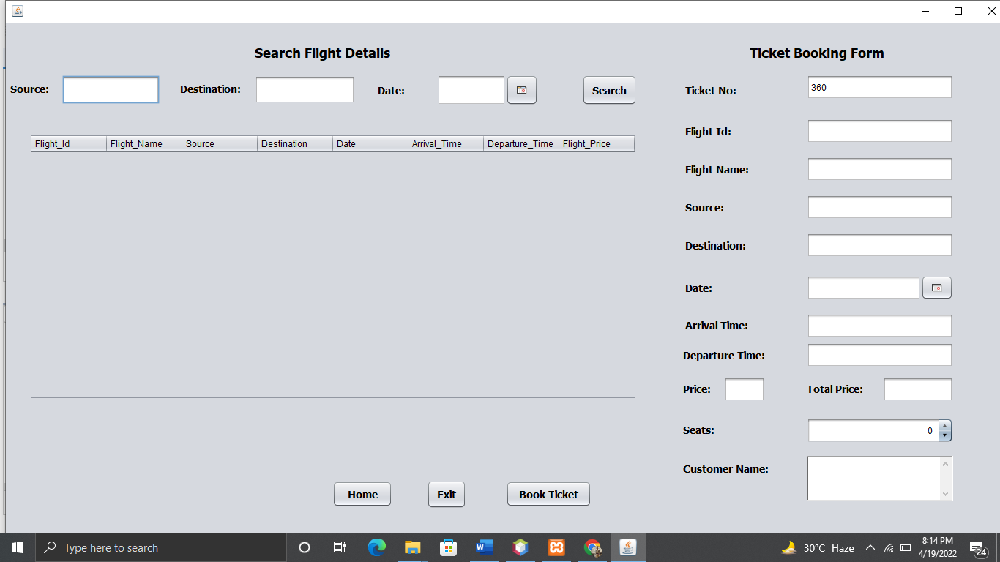 Search Flight Details
Source:
Destination:
Date:
Search
Flight_Id Flight_Name Source Destination Date Arrival_Time Departure_Time Flight_Price
Home
Exit
Book Ticket
Ticket Booking Form
Ticket No: 360
Flight Id:
Flight Name:
Source:
Destination:
Date:
Arrival Time:
Departure Time:
Price: Total Price:
Seats: 0
Customer Name:
Type here to search
30°C Haze
8:14 PM
4/19/2022
24